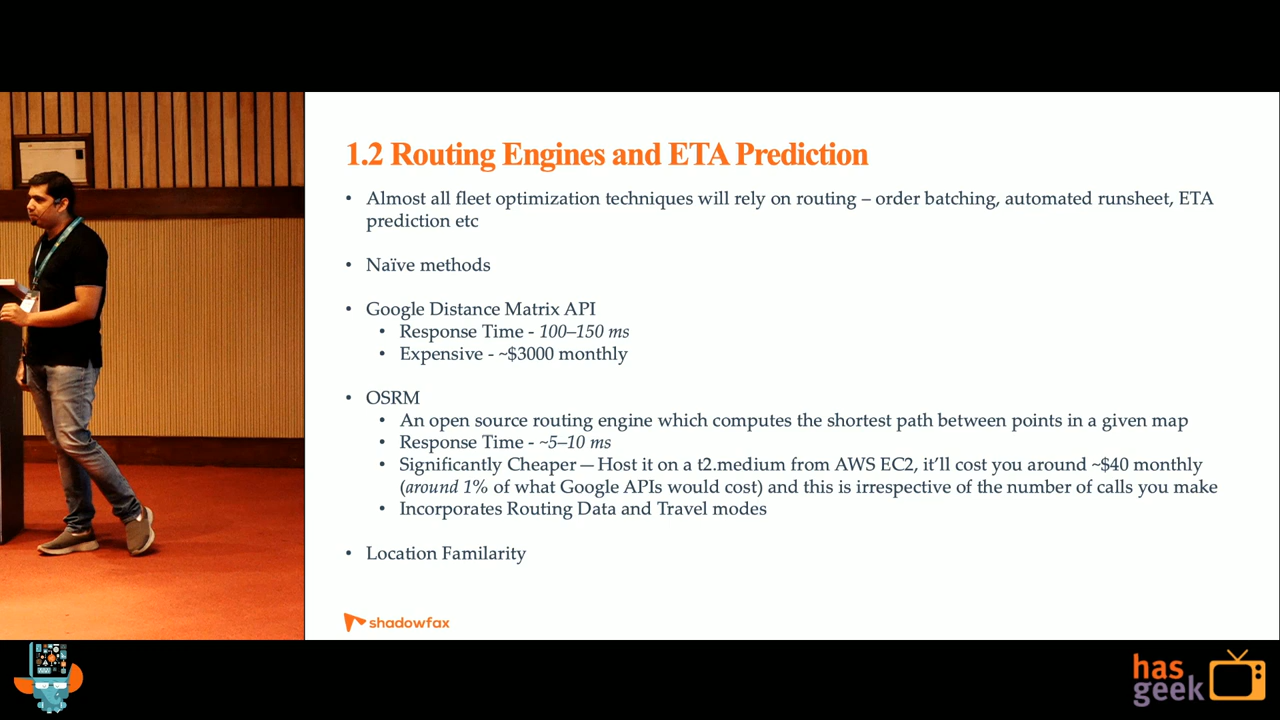 1.2 Routing Engines and ETA Prediction
• Almost all fleet optimization techniques will rely on routing – order batching, automated runsheet, ETA
prediction etc
• Naïve methods
• Google Distance Matrix API
• Response Time - 100–150 ms
• Expensive - ~$3000 monthly
• OSRM
• An open source routing engine which computes the shortest path between points in a given map
• Response Time - ~5–10 ms
• Significantly Cheaper — Host it on a t2.medium from AWS EC2, it'll cost you around ~$40 monthly
(around 1% of what Google APIs would cost) and this is irrespective of the number of calls you make
• Incorporates Routing Data and Travel modes
• Location Familarity
shadowfax
has
geek